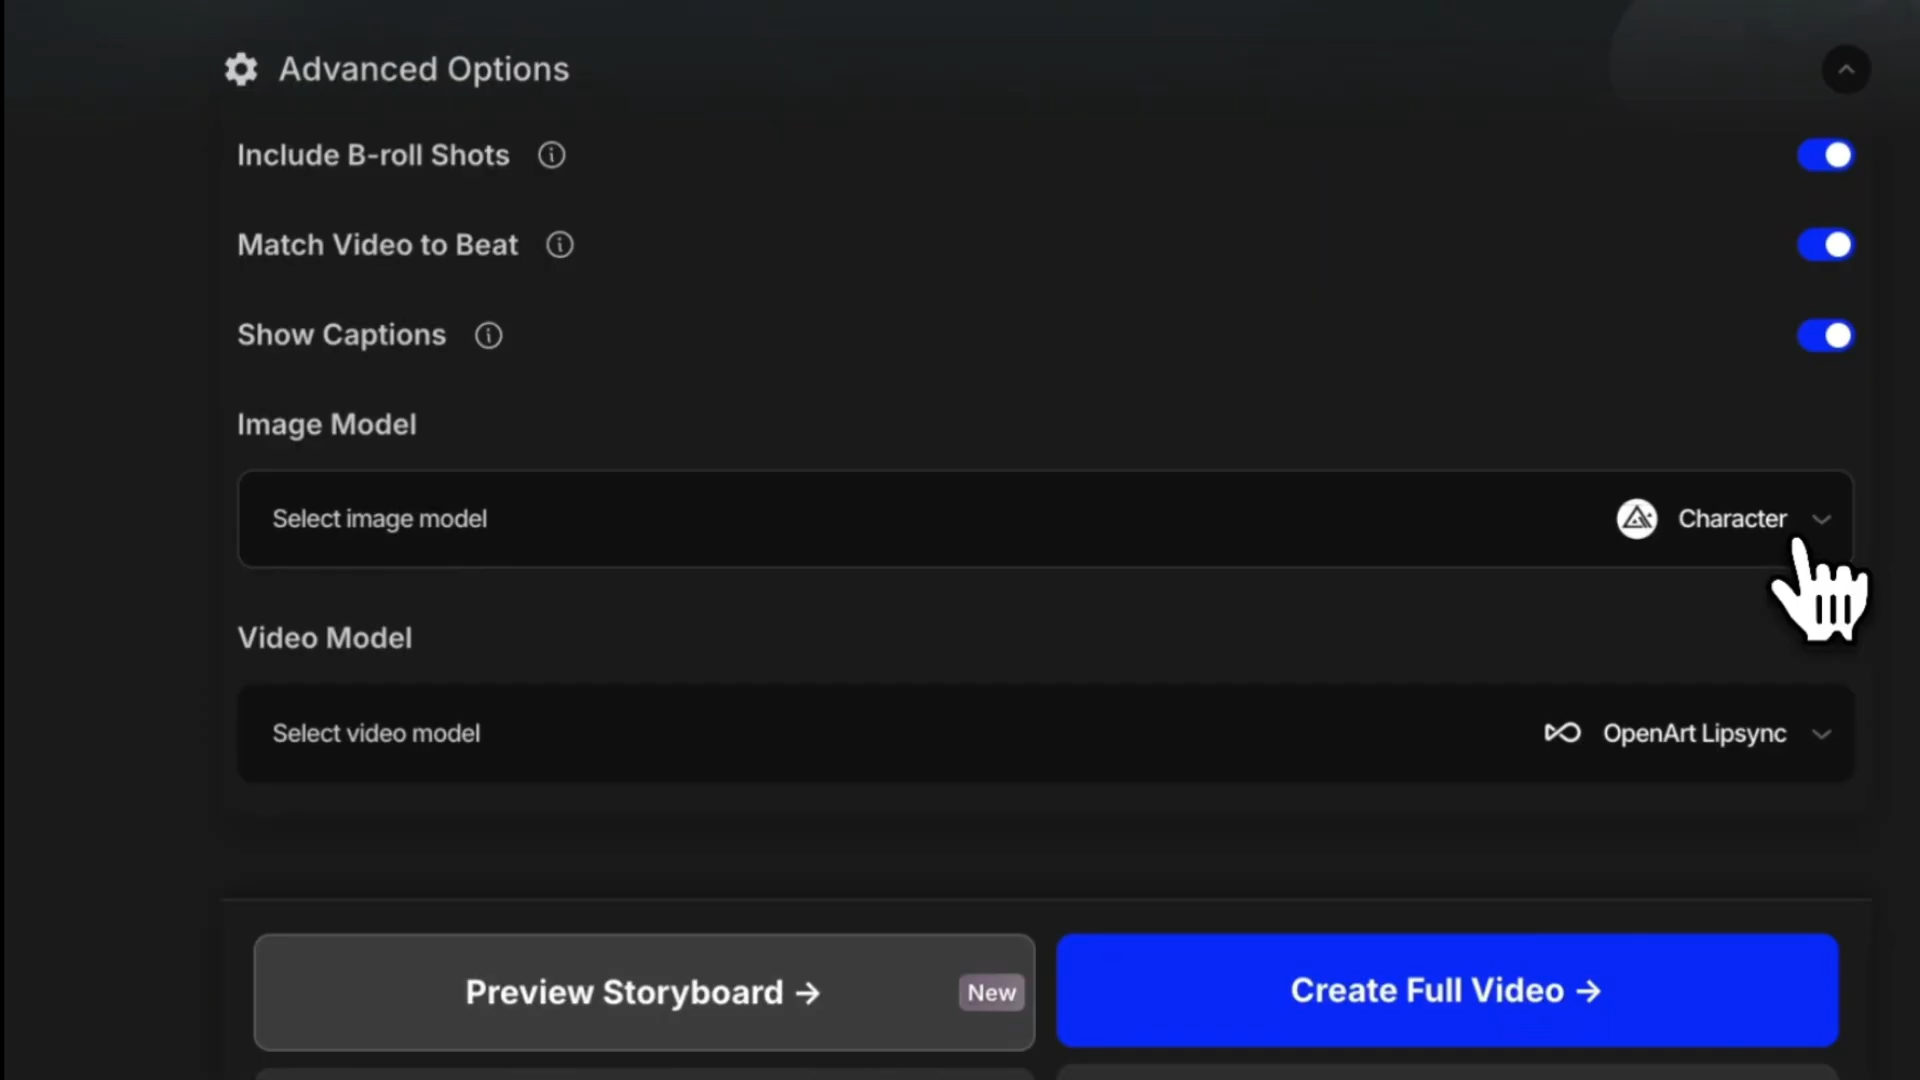 Advanced Options
Include B-roll Shots
Match Video to Beat
Show Captions
Image Model
Select image model Character
Video Model
Select video model OpenArt Lipsync
Preview Storyboard → New
Create Full Video →